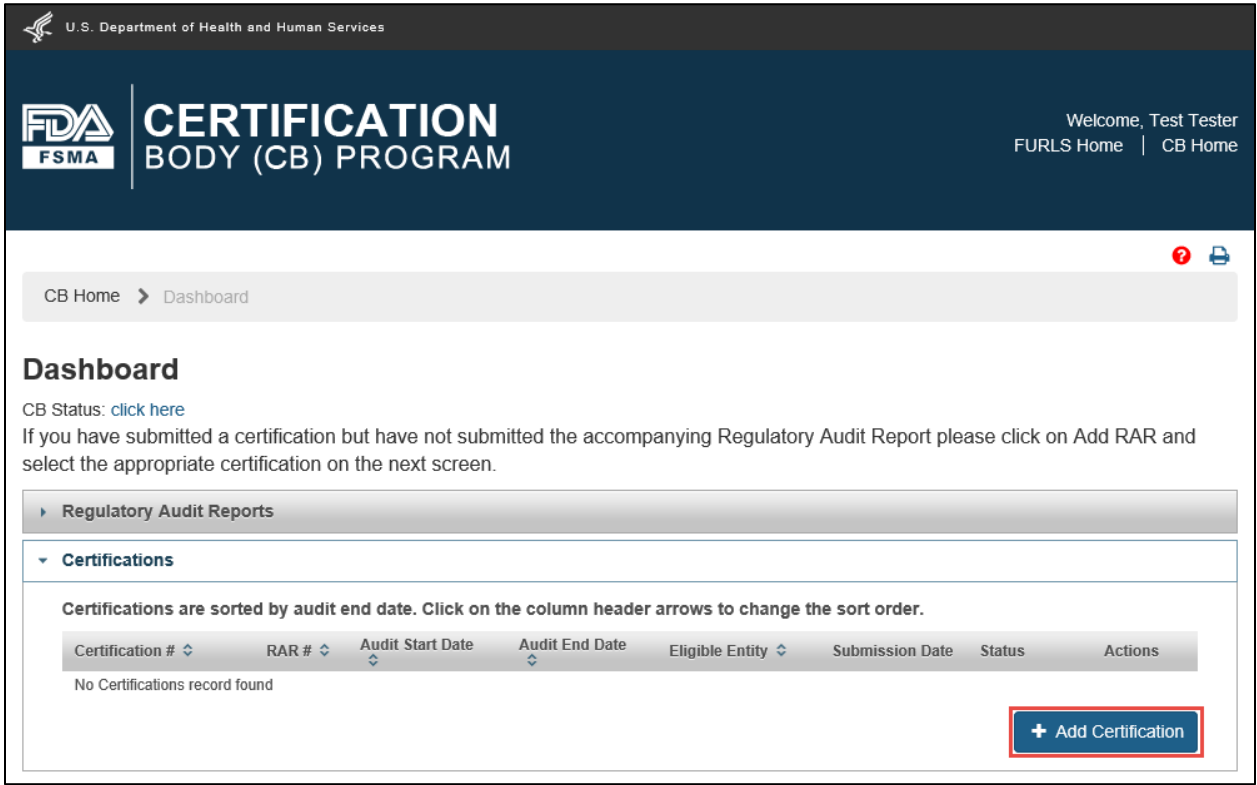 U.S. Department of Health and Human Services
FDA
FSMA
CERTIFICATION
BODY (CB) PROGRAM
Welcome, Test Tester
FURLS Home | CB Home
CB Home > Dashboard
Dashboard
CB Status: click here
If you have submitted a certification but have not submitted the accompanying Regulatory Audit Report please click on Add RAR and
select the appropriate certification on the next screen.
Regulatory Audit Reports
Certifications
Certifications are sorted by audit end date. Click on the column header arrows to change the sort order.
Certification # RAR # Audit Start Date Audit End Date Eligible Entity Submission Date Status Actions
No Certifications record found
+ Add Certification